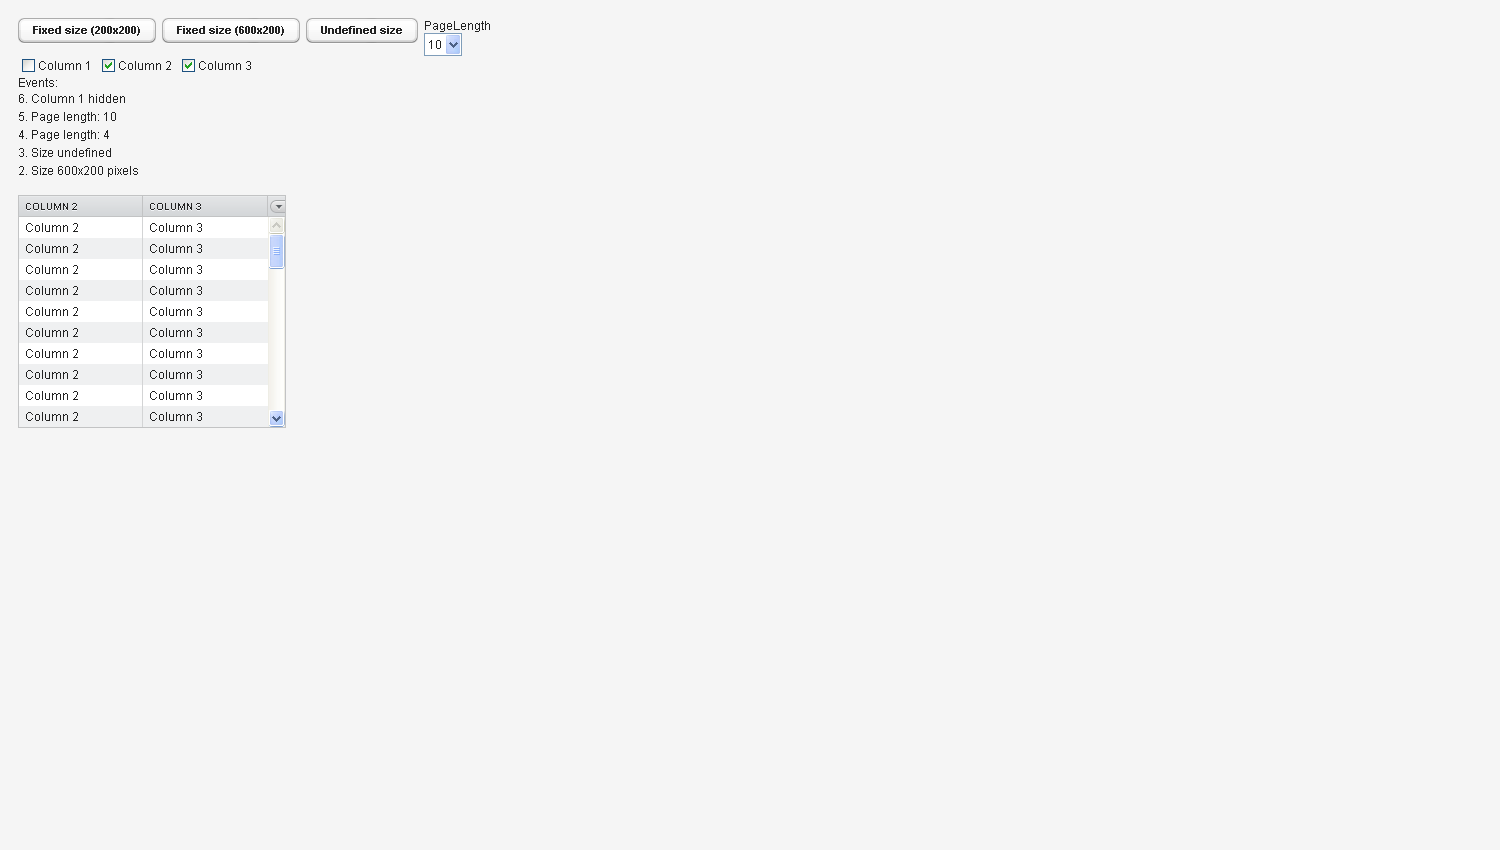 Fixed size (200x200) Fixed size (600x200) Undefined size PageLength
10
Column 1 Column 2 Column 3
Events:
6. Column 1 hidden
5. Page length: 10
4. Page length: 4
3. Size undefined
2. Size 600x200 pixels
COLUMN 2 COLUMN 3
Column 2 Column 3
Column 2 Column 3
Column 2 Column 3
Column 2 Column 3
Column 2 Column 3
Column 2 Column 3
Column 2 Column 3
Column 2 Column 3
Column 2 Column 3
Column 2 Column 3